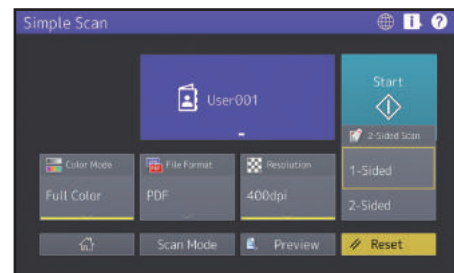 Simple Scan
User001
Start
2-Sided Scan
Color Mode
File Format
Resolution
1-Sided
Full Color
PDF
400dpi
2-Sided
Scan Mode
Preview
Reset